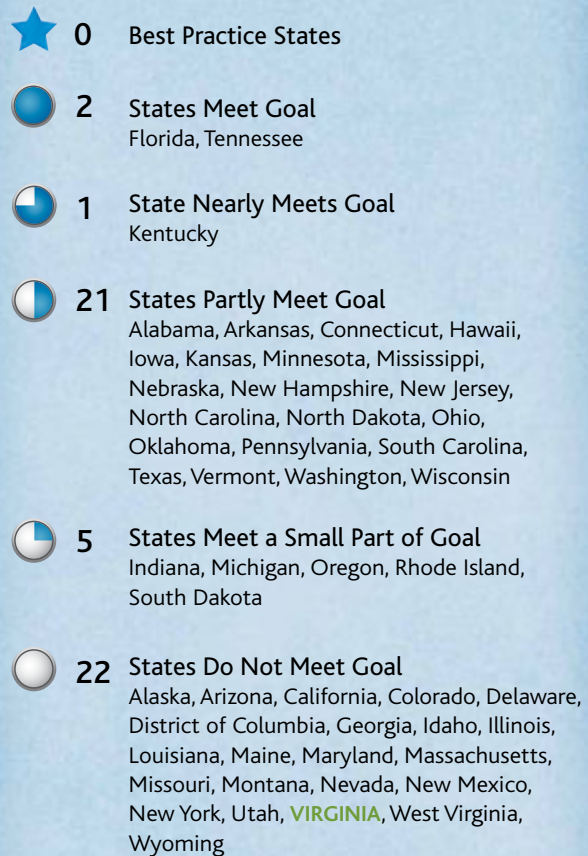 0 Best Practice States
2 States Meet Goal
Florida, Tennessee
1 State Nearly Meets Goal
Kentucky
21 States Partly Meet Goal
Alabama, Arkansas, Connecticut, Hawaii,
Iowa, Kansas, Minnesota, Mississippi,
Nebraska, New Hampshire, New Jersey,
North Carolina, North Dakota, Ohio,
Oklahoma, Pennsylvania, South Carolina,
Texas, Vermont, Washington, Wisconsin
5 States Meet a Small Part of Goal
Indiana, Michigan, Oregon, Rhode Island,
South Dakota
22 States Do Not Meet Goal
Alaska, Arizona, California, Colorado, Delaware,
District of Columbia, Georgia, Idaho, Illinois,
Louisiana, Maine, Maryland, Massachusetts,
Missouri, Montana, Nevada, New Mexico,
New York, Utah, VIRGINIA, West Virginia,
Wyoming